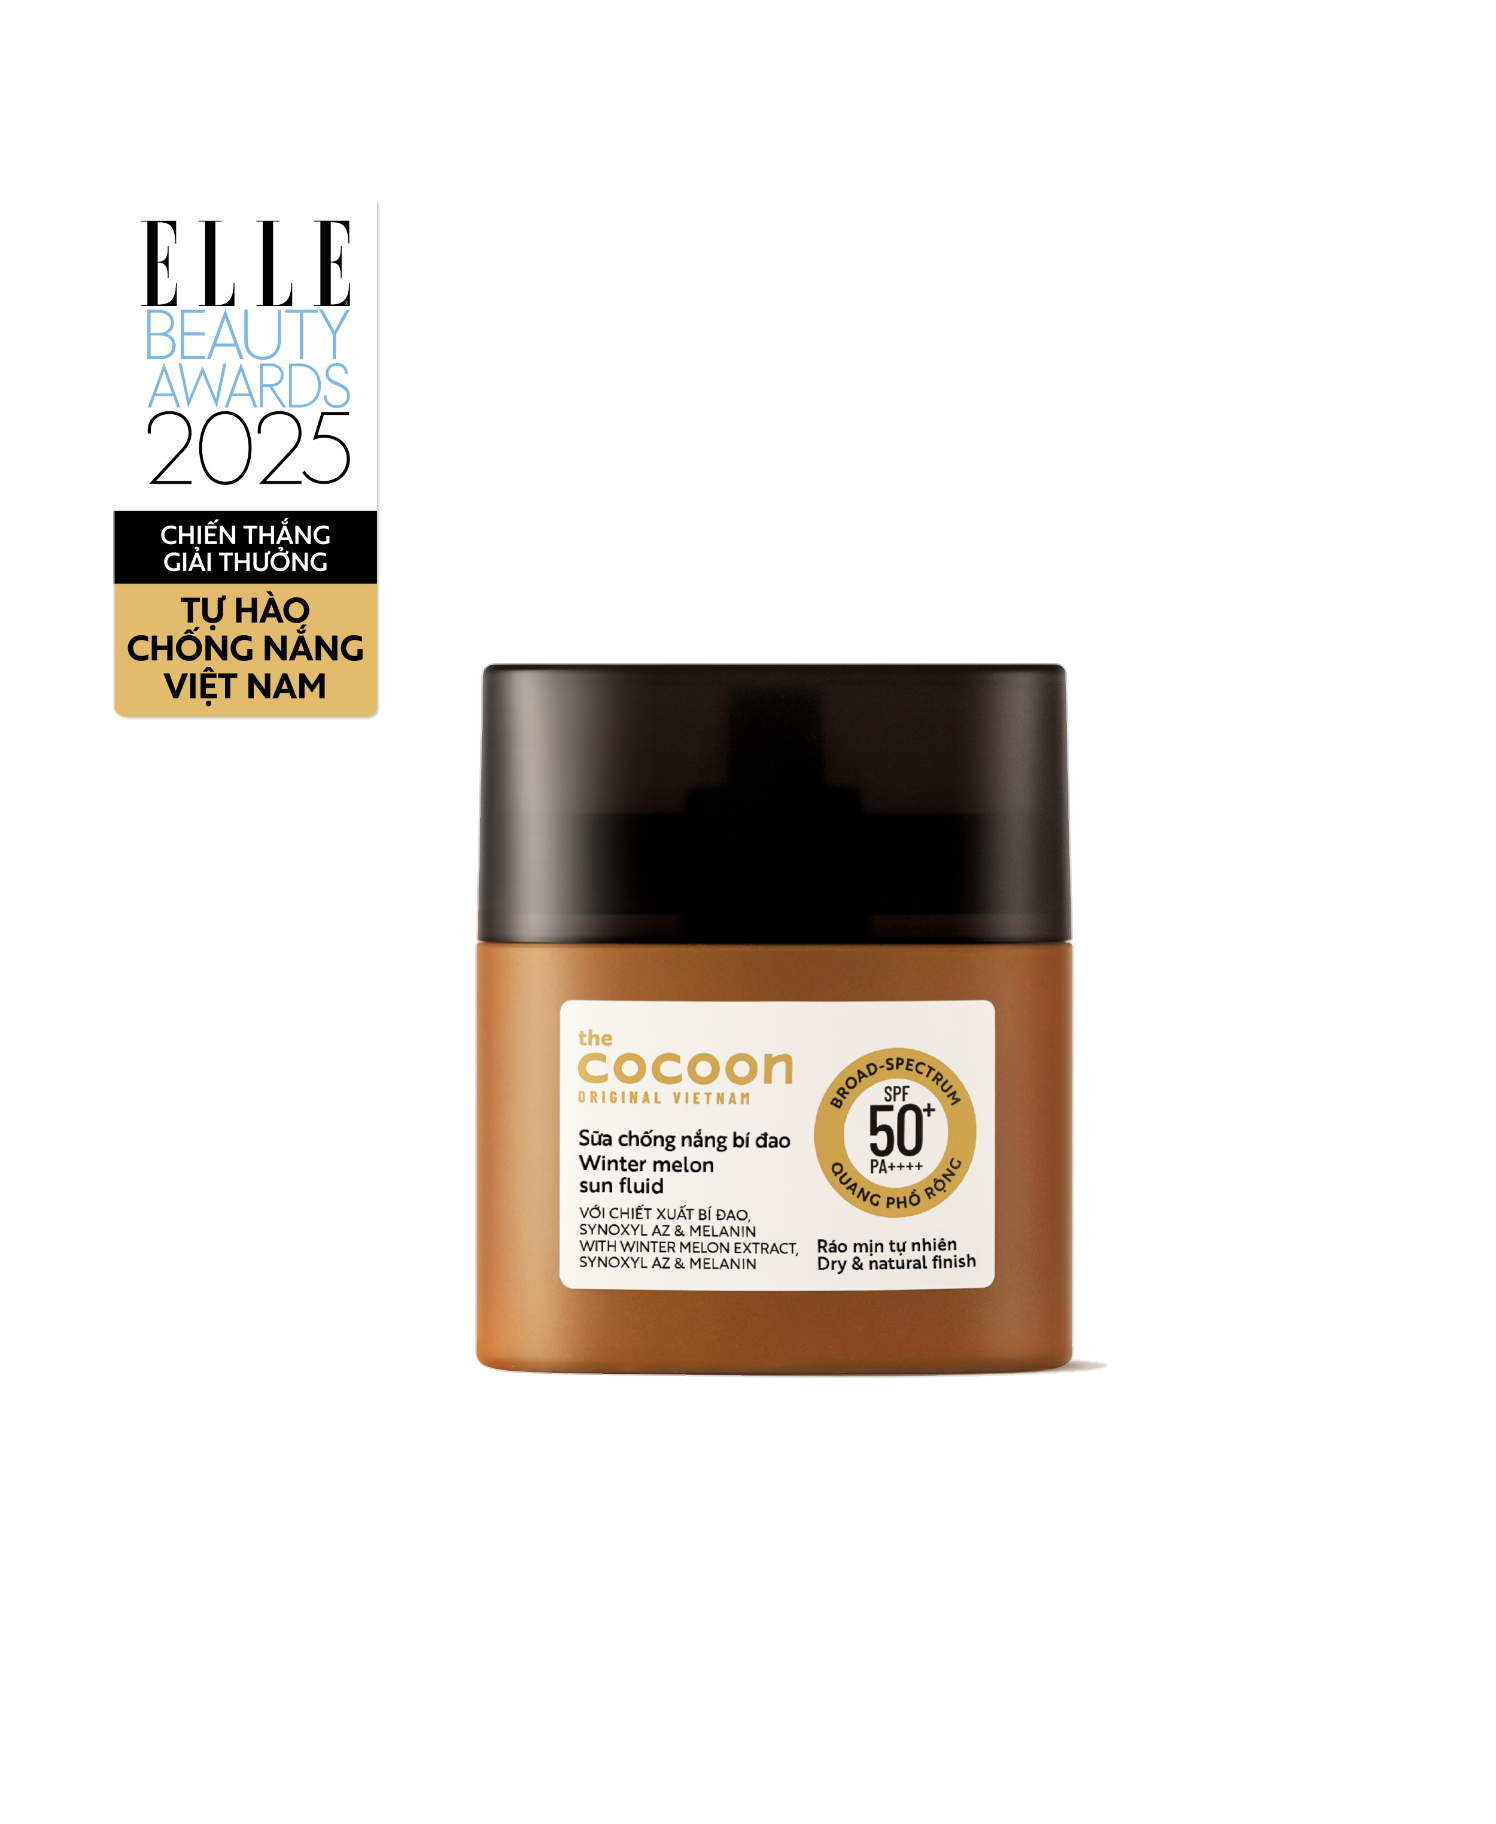 ELLE
BEAUTY
AWARDS
2025
CHIẾN THẮNG
GIẢI THƯỞNG
TỰ HÀO
CHỐNG NẮNG
VIỆT NAM
the
cocoon
ORIGINAL VIETNAM
Sữa chống nắng bí đao
Winter melon
sun fluid
VỚI CHIẾT XUẤT BÍ ĐAO,
SYNOXYL AZ & MELANIN
WITH WINTER MELON EXTRACT,
SYNOXYL AZ & MELANIN
BROAD-SPECTRUM
SPF
50+
PA++++
QUANG PHỔ RỘNG
Ráo mịn tự nhiên
Dry & natural finish